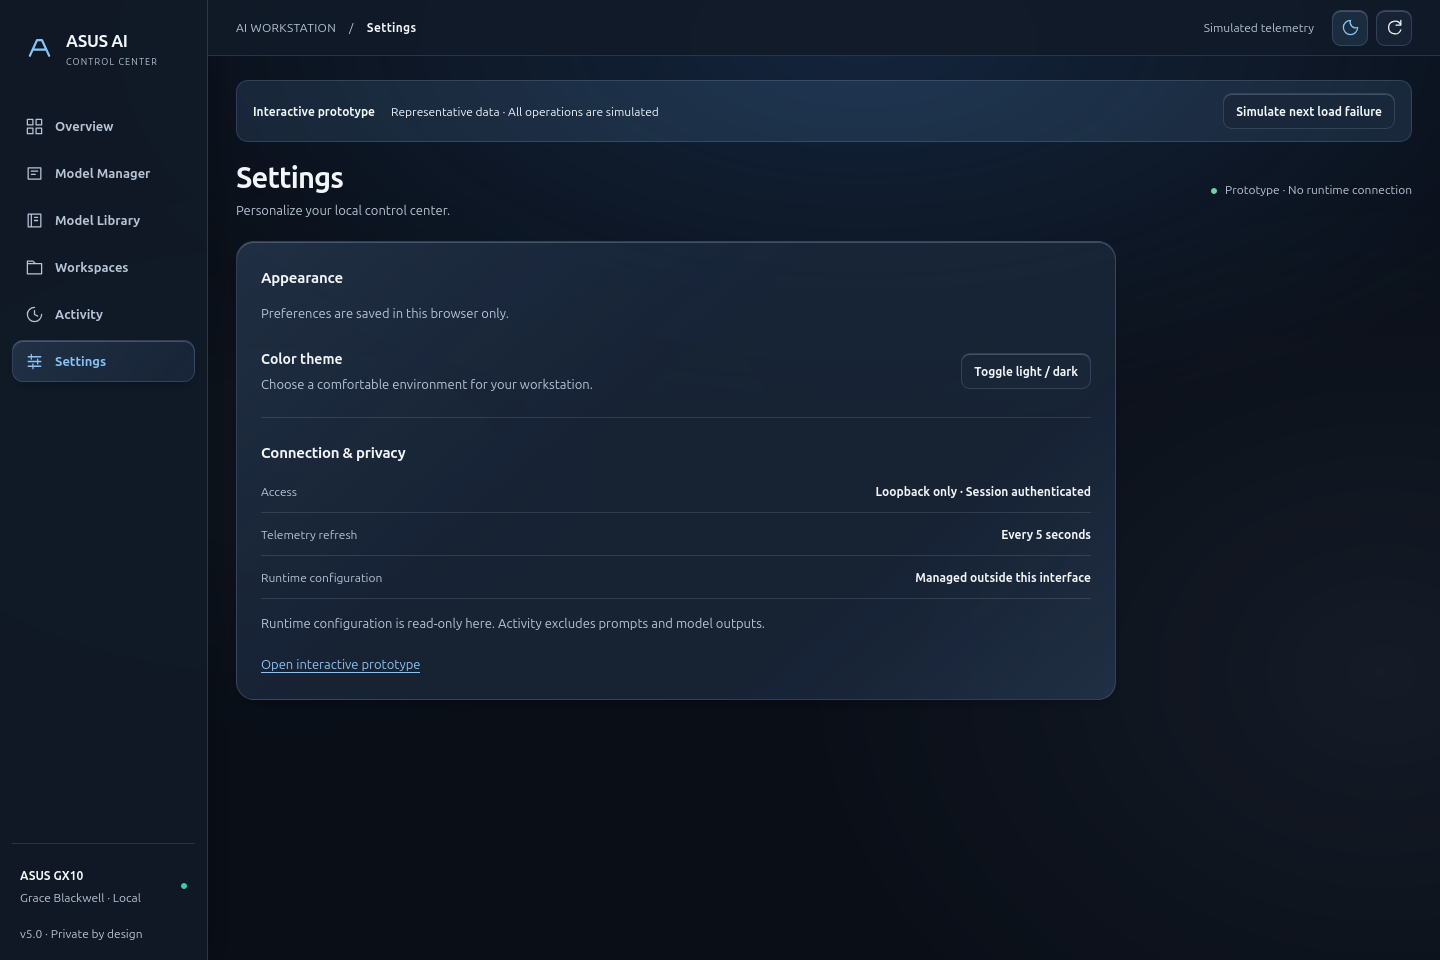 ASUS AI
CONTROL CENTER
Overview
Model Manager
Model Library
Workspaces
Activity
Settings
ASUS GX10
Grace Blackwell · Local
v5.0 · Private by design
AI WORKSTATION / Settings
Simulated telemetry
Interactive prototype Representative data · All operations are simulated
Simulate next load failure
Settings
Personalize your local control center.
Prototype · No runtime connection
Appearance
Preferences are saved in this browser only.
Color theme
Choose a comfortable environment for your workstation.
Toggle light / dark
Connection & privacy
Access Loopback only · Session authenticated
Telemetry refresh Every 5 seconds
Runtime configuration Managed outside this interface
Runtime configuration is read-only here. Activity excludes prompts and model outputs.
Open interactive prototype